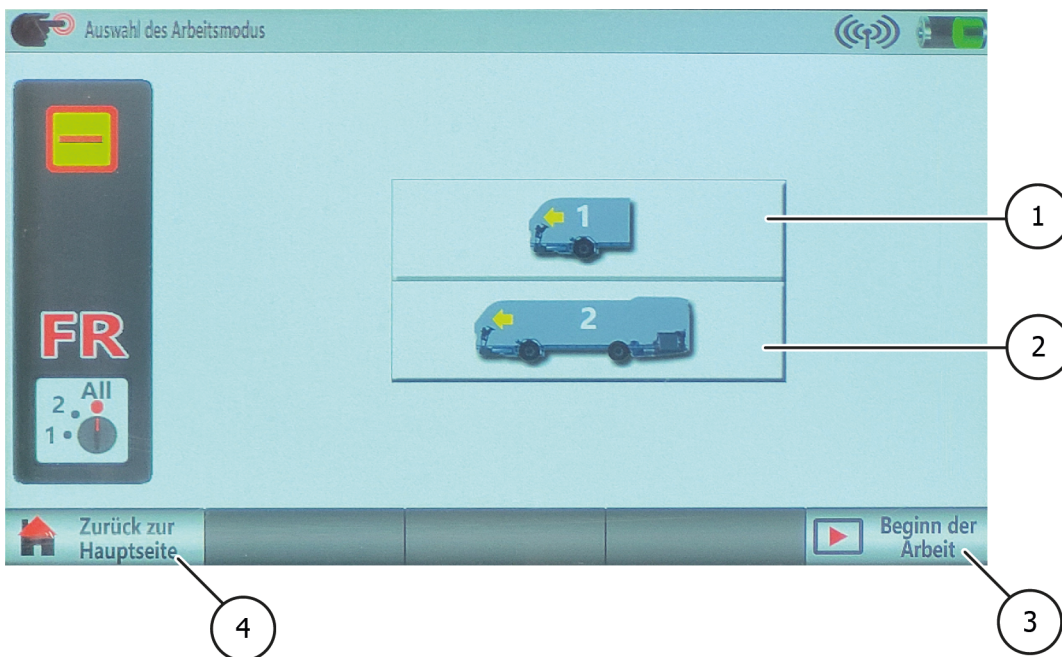 Auswahl des Arbeitsmodus
1
1
2
2
FR
All
2
1
Zurück zur
Hauptseite
Beginn der
Arbeit
4
3